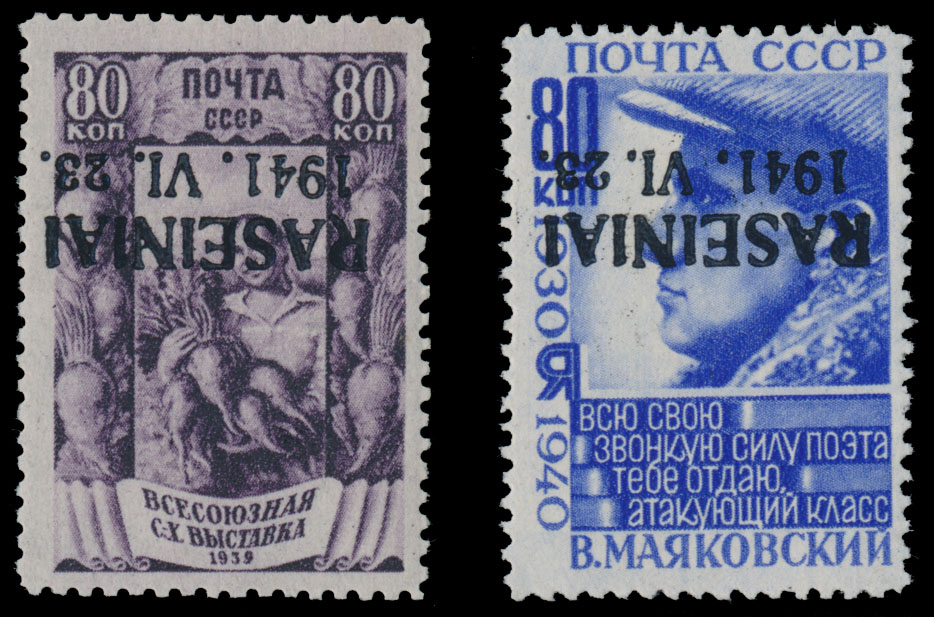 80 ПОЧТА 80
КОП СССР КОП
RASEINIAI
1941. VI. 23.
ВСЕСОЮЗНАЯ
С-Х. ВЫСТАВКА
1939
ПОЧТА СССР
80
КОП
RASEINIAI
1941. VI. 23.
1930 Я 1940
ВСЮ СВОЮ
ЗВОНКУЮ СИЛУ ПОЭТА
ТЕБЕ ОТДАЮ,
АТАКУЮЩИЙ КЛАСС
В.МАЯКОВСКИЙ